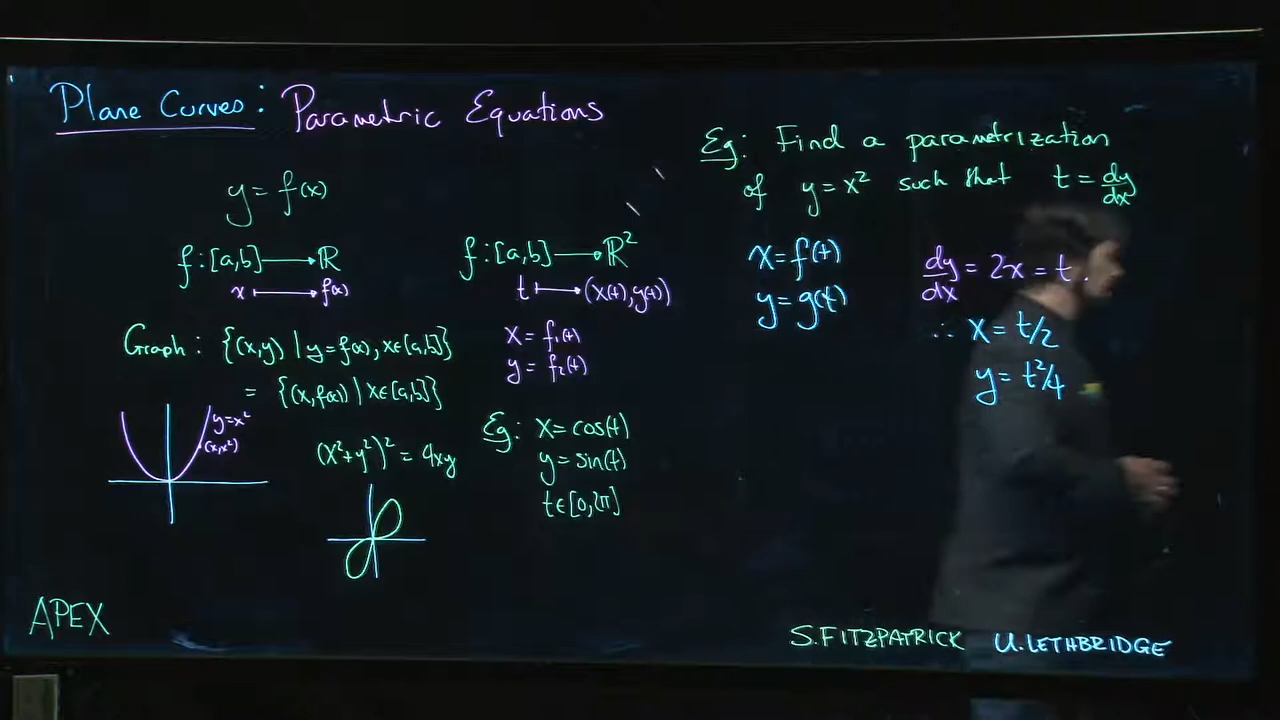 Plane Curves: Parametric Equations
y = f(x)
f: [a,b] ⟶ ℝ
x ⟼ f(x)
Graph: {(x,y) | y=f(x), x∈[a,b]}
= {(x,f(x)) | x∈[a,b]}
y=x²
(x,x²)
(x²+y²)² = 4xy
f: [a,b] ⟶ ℝ²
t ⟼ (x(t), y(t))
x = f₁(t)
y = f₂(t)
Eg: x = cos(t)
y = sin(t)
t∈[0,2π]
Eg: Find a parametrization
of y = x² such that t = dy/dx
x = f(t)
y = g(t)
dy/dx = 2x = t.
∴ x = t/2
y = t²/4
APEX
S.FITZPATRICK U.LETHBRIDGE